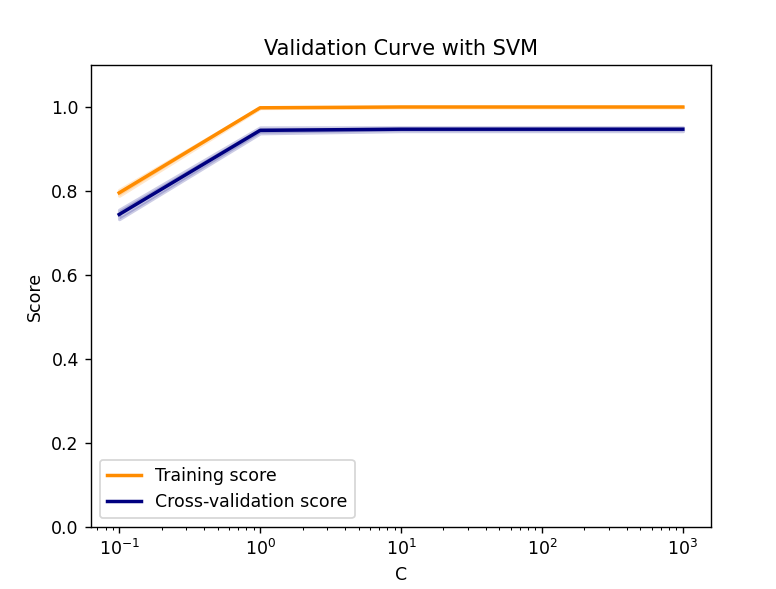 Validation Curve with SVM
Score
1.0
0.8
0.6
0.4
0.2
0.0
Training score
Cross-validation score
10⁻¹ 10⁰ 10¹ 10² 10³
C